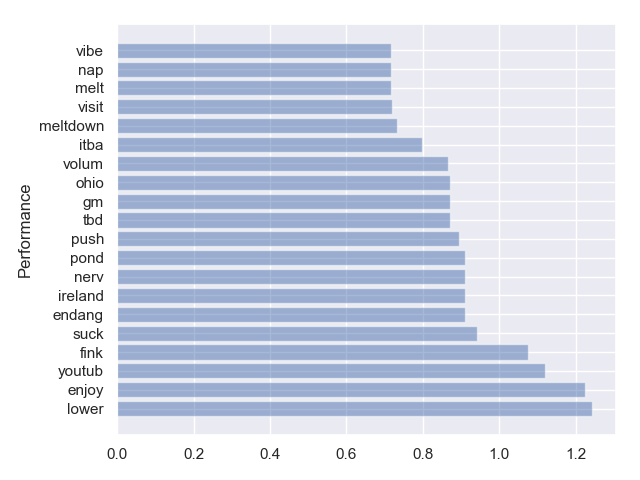 Performance
vibe
nap
melt
visit
meltdown
itba
volum
ohio
gm
tbd
push
pond
nerv
ireland
endang
suck
fink
youtub
enjoy
lower
0.0 0.2 0.4 0.6 0.8 1.0 1.2